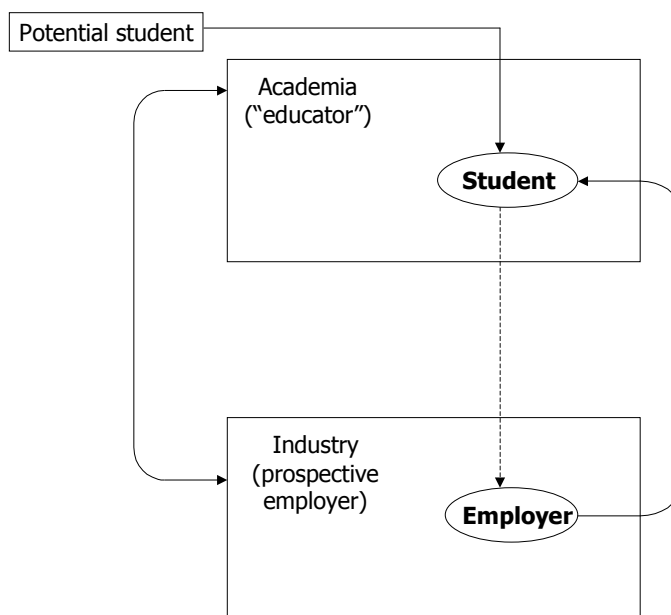 Potential student
Academia
(“educator”)
Student
Industry
(prospective
employer)
Employer